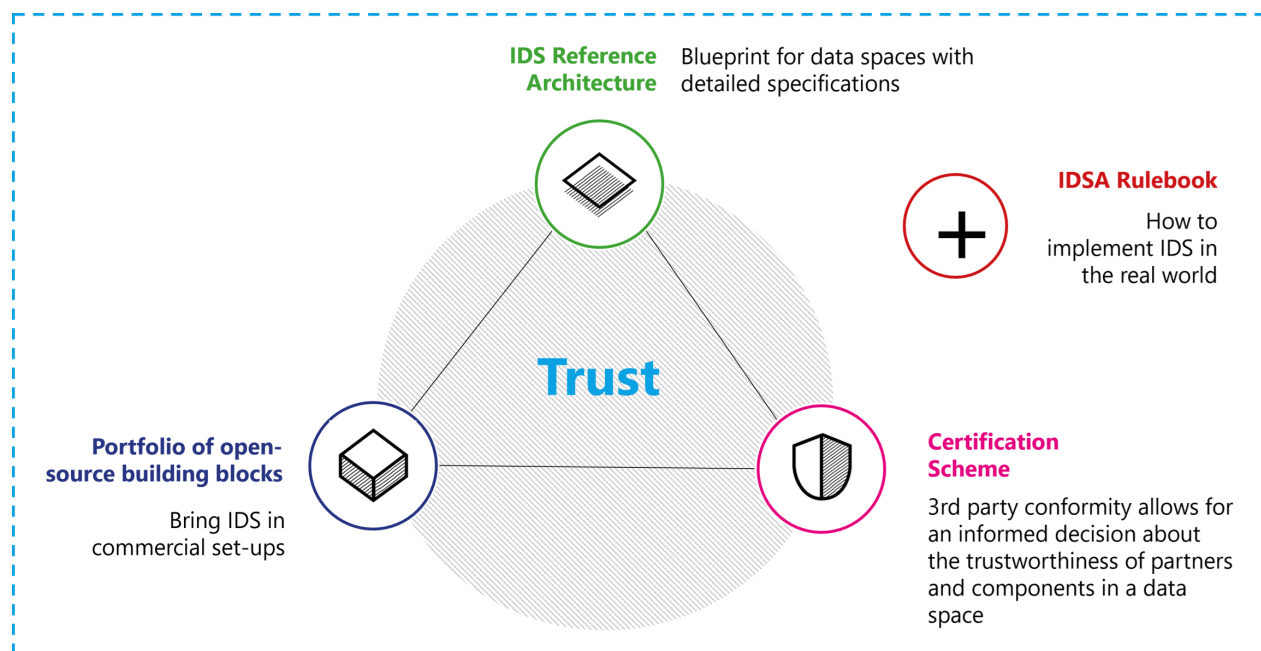 IDS Reference
Architecture
Blueprint for data spaces with
detailed specifications
IDSA Rulebook
How to
implement IDS in
the real world
Trust
Portfolio of open-
source building blocks
Bring IDS in
commercial set-ups
Certification
Scheme
3rd party conformity allows for
an informed decision about
the trustworthiness of partners
and components in a data
space